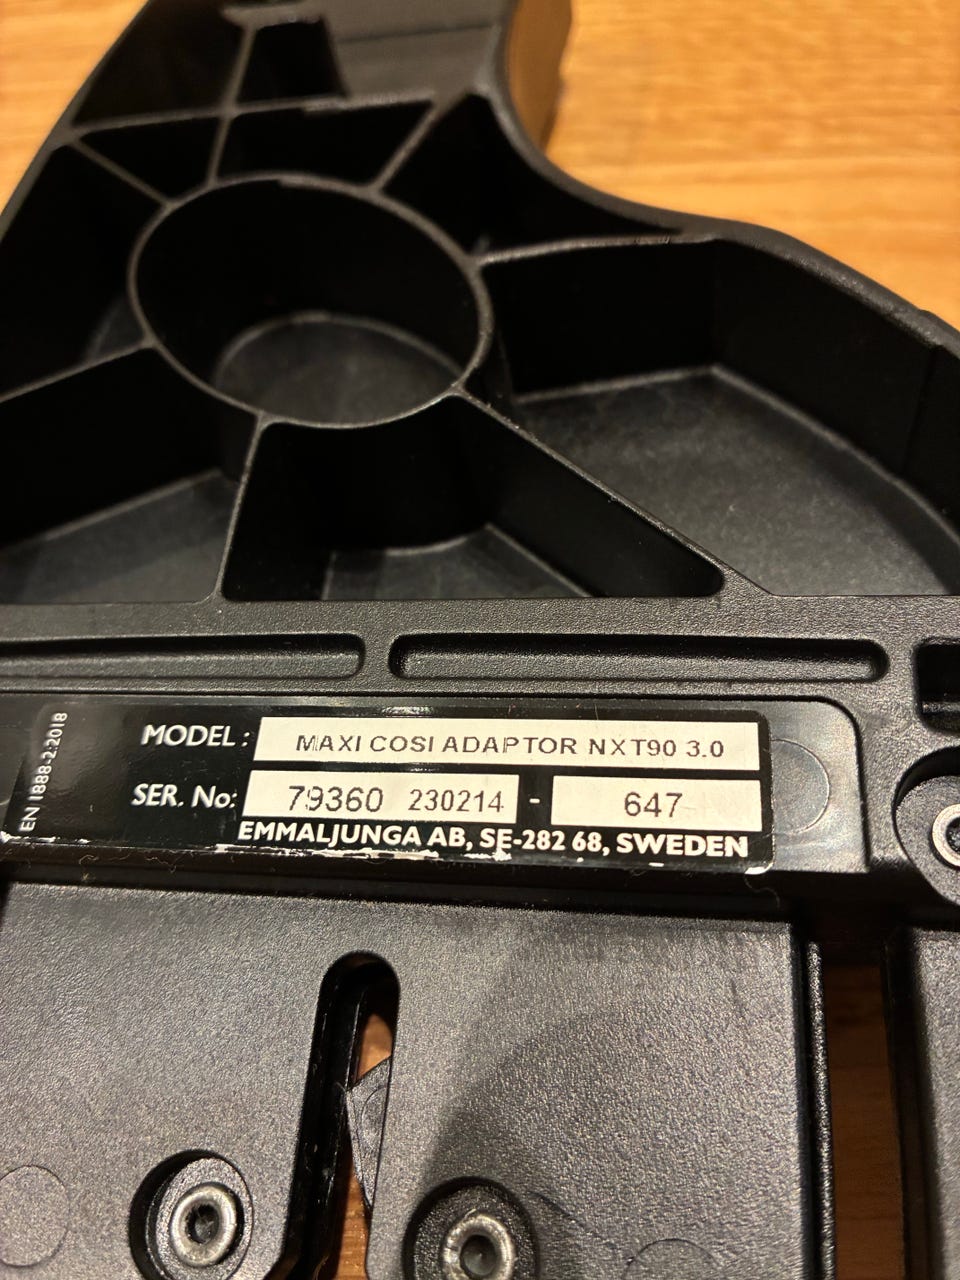 EN 1888-2:2018
MODEL: MAXI COSI ADAPTOR NXT90 3.0
SER. No: 79360 230214 - 647
EMMALJUNGA AB, SE-282 68, SWEDEN